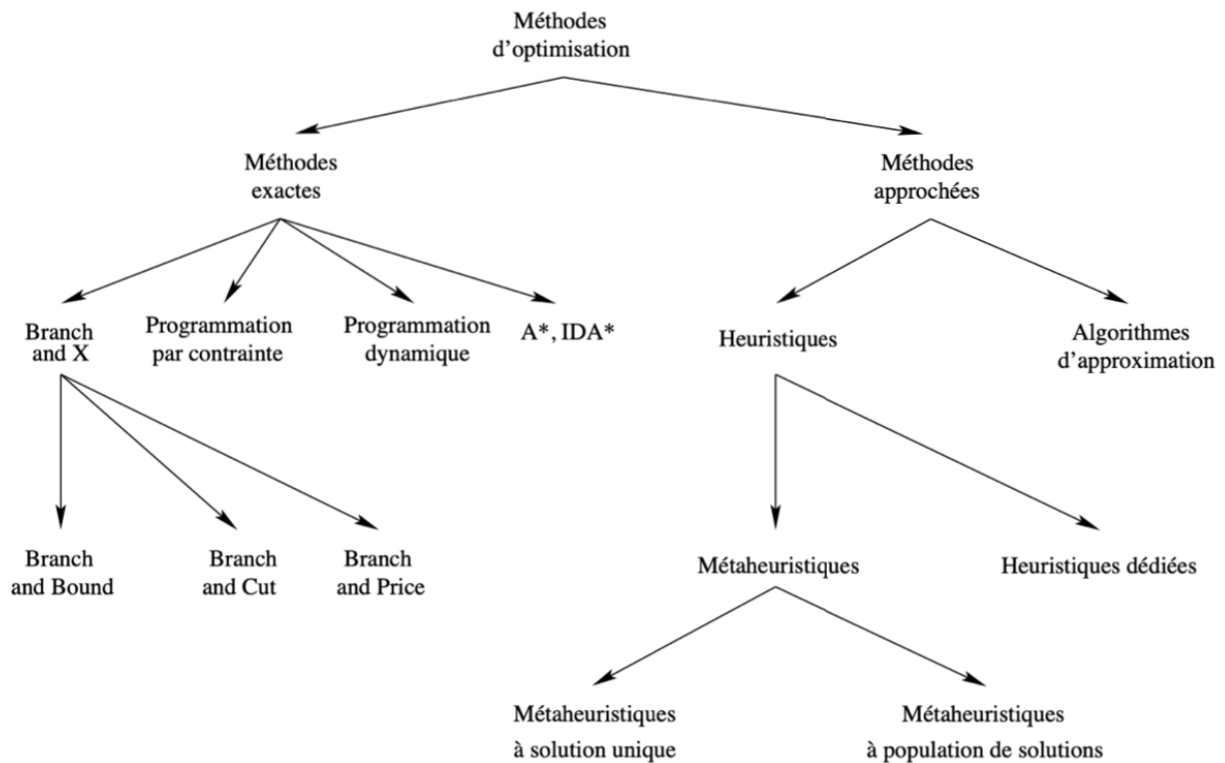 Méthodes
d'optimisation
Méthodes
exactes
Méthodes
approchées
Branch
and X
Programmation
par contrainte
Programmation
dynamique
A*, IDA*
Heuristiques
Algorithmes
d'approximation
Branch
and Bound
Branch
and Cut
Branch
and Price
Métaheuristiques
Heuristiques dédiées
Métaheuristiques
à solution unique
Métaheuristiques
à population de solutions